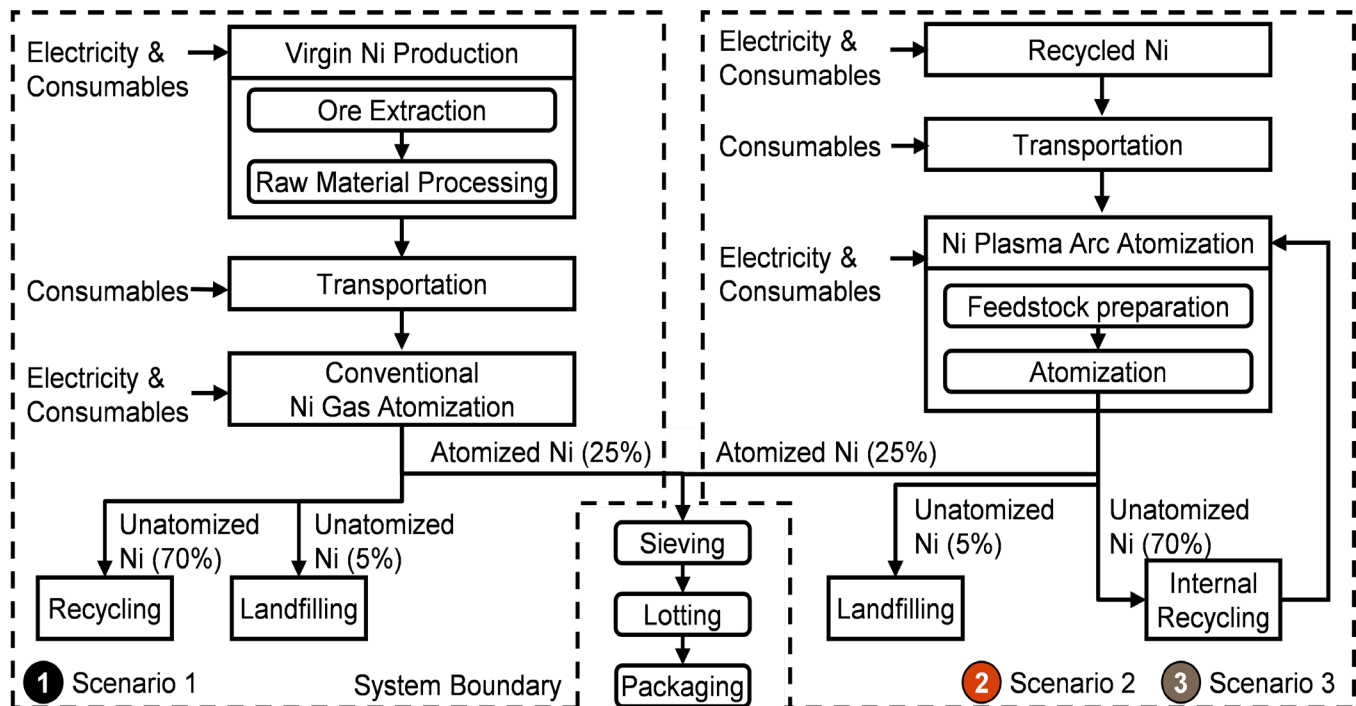 Electricity &
Consumables
Virgin Ni Production
Ore Extraction
Raw Material Processing
Consumables
Transportation
Electricity &
Consumables
Conventional
Ni Gas Atomization
Atomized Ni (25%)
Unatomized
Ni (70%)
Unatomized
Ni (5%)
Recycling
Landfilling
1 Scenario 1
System Boundary
Sieving
Lotting
Packaging
Electricity &
Consumables
Recycled Ni
Consumables
Transportation
Electricity &
Consumables
Ni Plasma Arc Atomization
Feedstock preparation
Atomization
Atomized Ni (25%)
Unatomized
Ni (5%)
Unatomized
Ni (70%)
Landfilling
Internal
Recycling
2 Scenario 2
3 Scenario 3